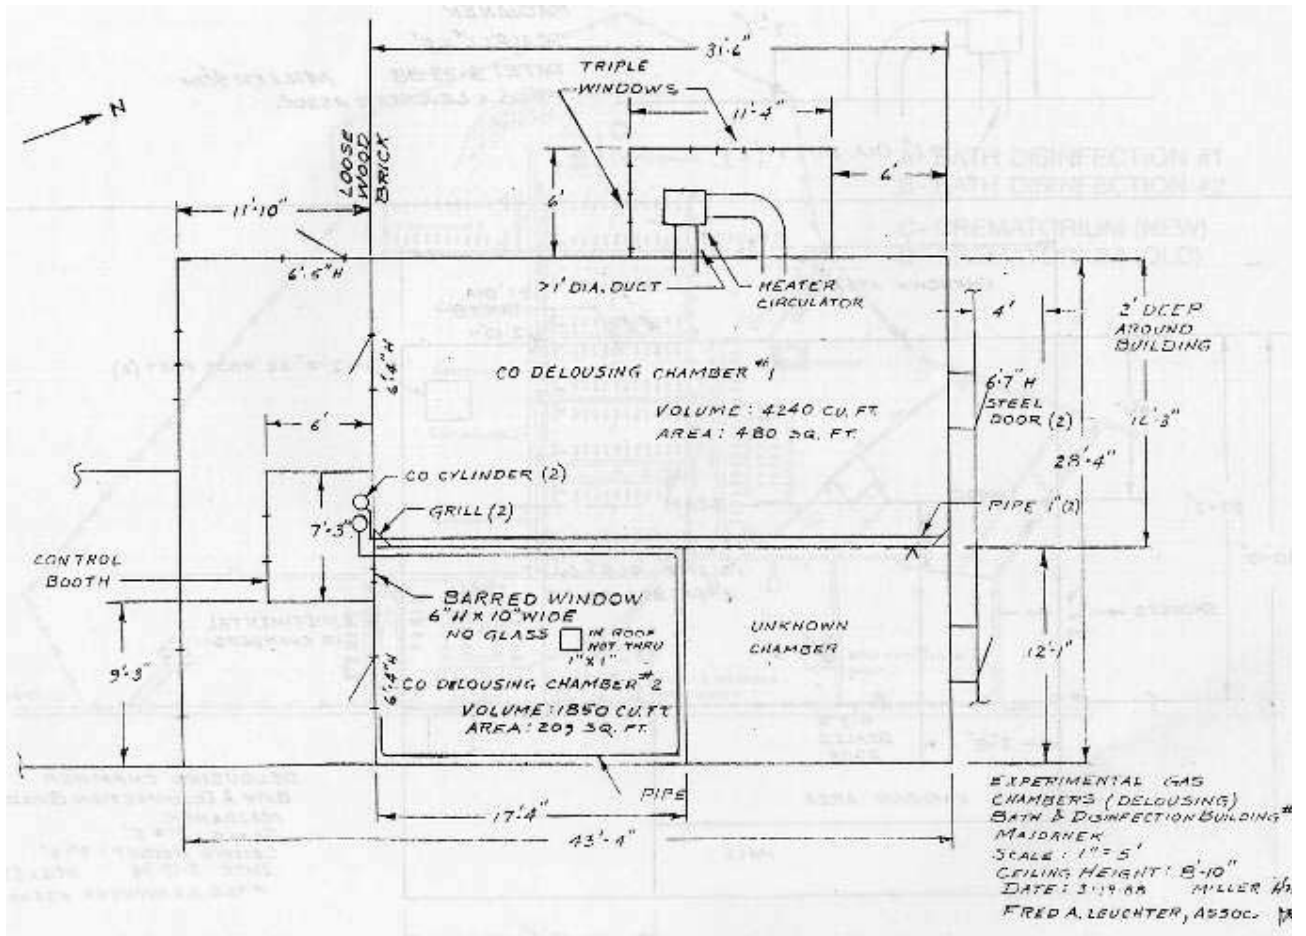 31'-6"
TRIPLE
WINDOWS
11'-4"
N
LOOSE
WOOD
BRICK
6'
6'
11'-10"
6'6" H
>1' DIA. DUCT
HEATER
CIRCULATOR
4'
2' DEEP
AROUND
BUILDING
6'4" H
CO DELOUSING CHAMBER #1
VOLUME: 4240 CU. FT.
AREA: 480 SQ. FT.
6'7" H
STEEL
DOOR (2)
28'-4"
6'
CO CYLINDER (2)
GRILL (2)
7'-3"
PIPE 1" (2)
CONTROL
BOOTH
BARRED WINDOW
6"H X 10" WIDE
NO GLASS
IN ROOF
NOT THRU
1" X 1"
UNKNOWN
CHAMBER
12'-1"
9'-3"
6'4" H
CO DELOUSING CHAMBER #2
VOLUME: 1850 CU. FT
AREA: 209 SQ. FT.
PIPE
17'-4"
43'-4"
EXPERIMENTAL GAS
CHAMBERS (DELOUSING)
BATH & DISINFECTION BUILDING #
MAIDANEK
SCALE: 1" = 5'
CEILING HEIGHT: 8'-10"
DATE: 3-19-88 MILLER
FRED A. LEUCHTER, ASSOC.